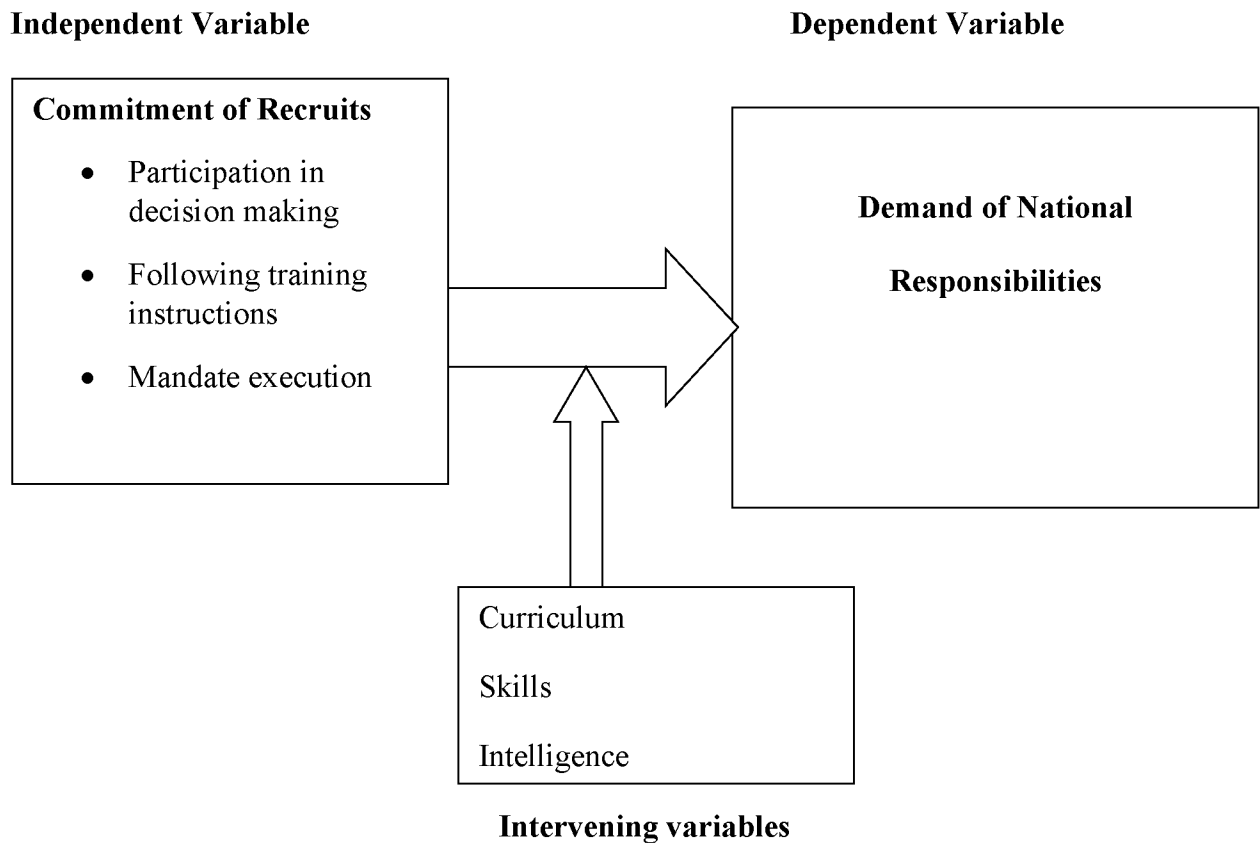 Independent Variable
Dependent Variable
Commitment of Recruits
• Participation in
decision making
• Following training
instructions
• Mandate execution
Demand of National
Responsibilities
Curriculum
Skills
Intelligence
Intervening variables